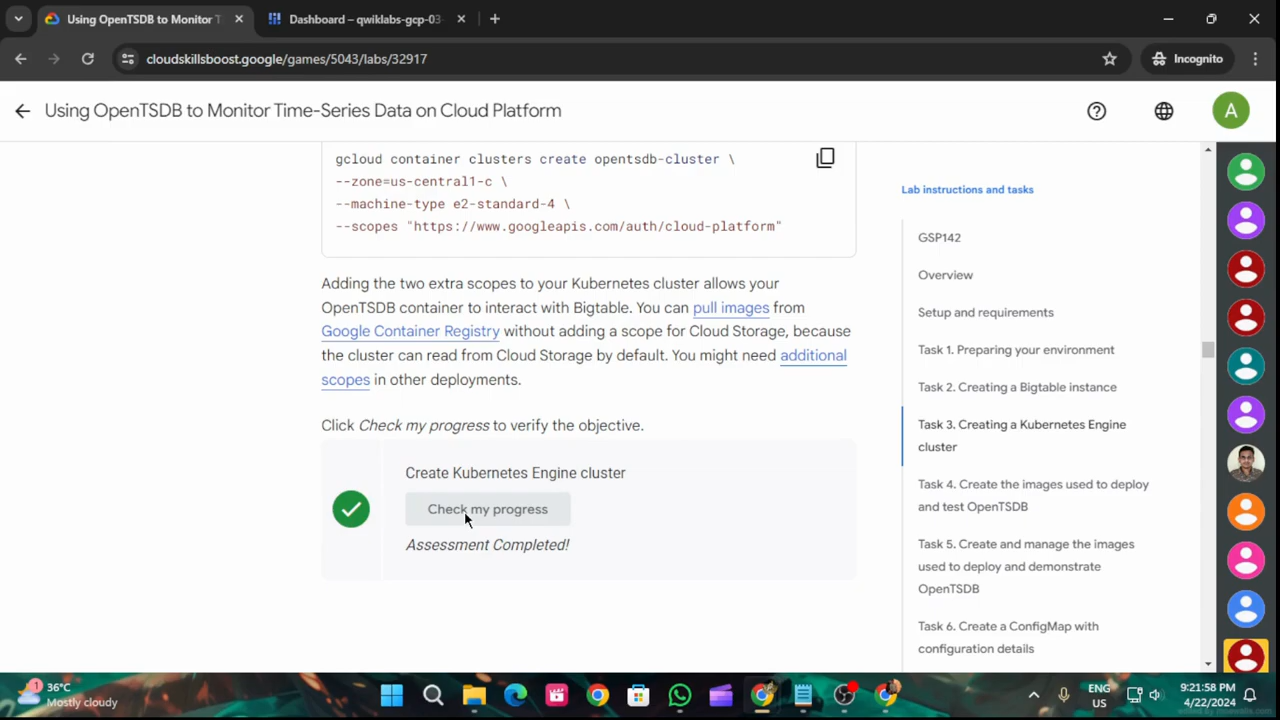 Using OpenTSDB to Monitor T
Dashboard – qwiklabs-gcp-03-
cloudskillsboost.google/games/5043/labs/32917
Incognito
Using OpenTSDB to Monitor Time-Series Data on Cloud Platform
A
gcloud container clusters create opentsdb-cluster \
--zone=us-central1-c \
--machine-type e2-standard-4 \
--scopes "https://www.googleapis.com/auth/cloud-platform"
Adding the two extra scopes to your Kubernetes cluster allows your
OpenTSDB container to interact with Bigtable. You can pull images from
Google Container Registry without adding a scope for Cloud Storage, because
the cluster can read from Cloud Storage by default. You might need additional
scopes in other deployments.
Click Check my progress to verify the objective.
Create Kubernetes Engine cluster
Check my progress
Assessment Completed!
Lab instructions and tasks
GSP142
Overview
Setup and requirements
Task 1. Preparing your environment
Task 2. Creating a Bigtable instance
Task 3. Creating a Kubernetes Engine
cluster
Task 4. Create the images used to deploy
and test OpenTSDB
Task 5. Create and manage the images
used to deploy and demonstrate
OpenTSDB
Task 6. Create a ConfigMap with
configuration details
1
36°C
Mostly cloudy
ENG
US
9:21:58 PM
4/22/2024